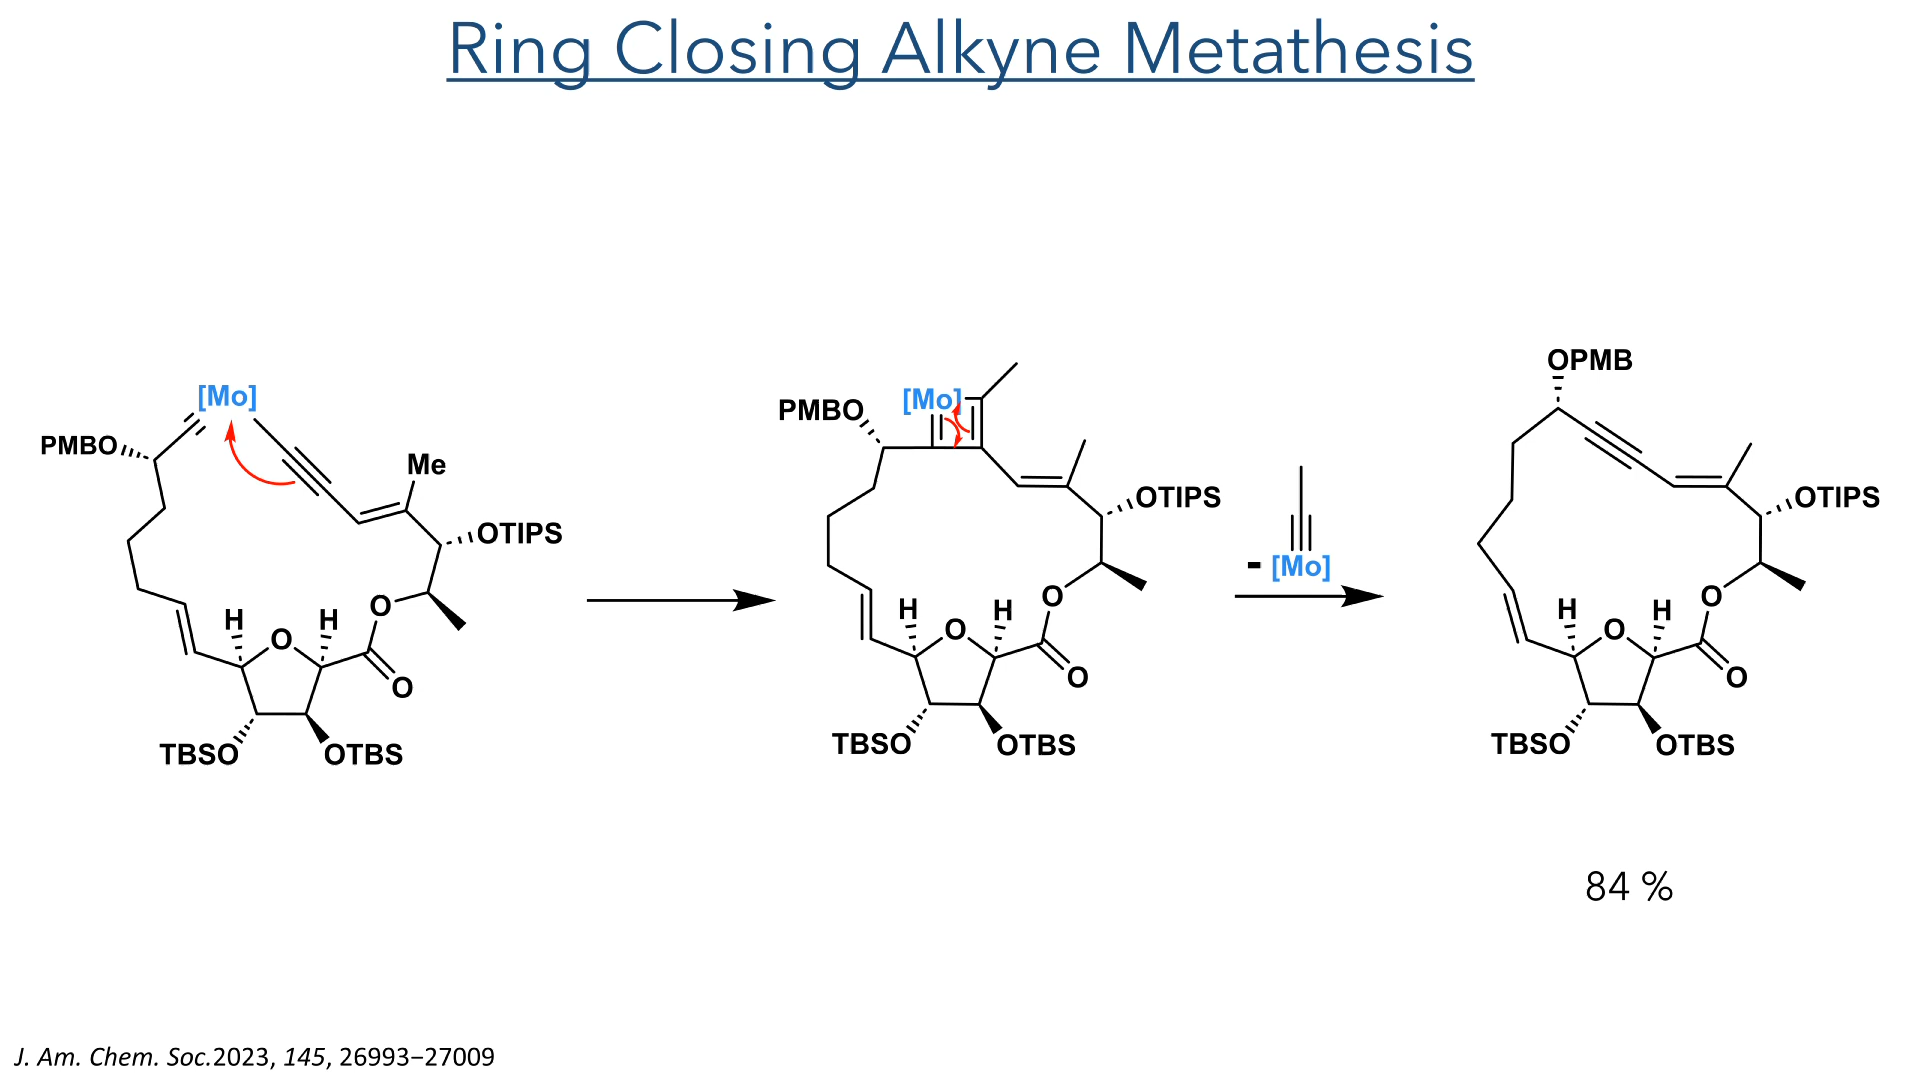 Ring Closing Alkyne Metathesis
[Mo]
PMBO
Me
OTIPS
H
H
O
O
O
TBSO
OTBS
PMBO
[Mo]
OTIPS
H
H
O
O
O
TBSO
OTBS
- [Mo]
OPMB
OTIPS
H
H
O
O
O
TBSO
OTBS
84 %
J. Am. Chem. Soc.2023, 145, 26993−27009